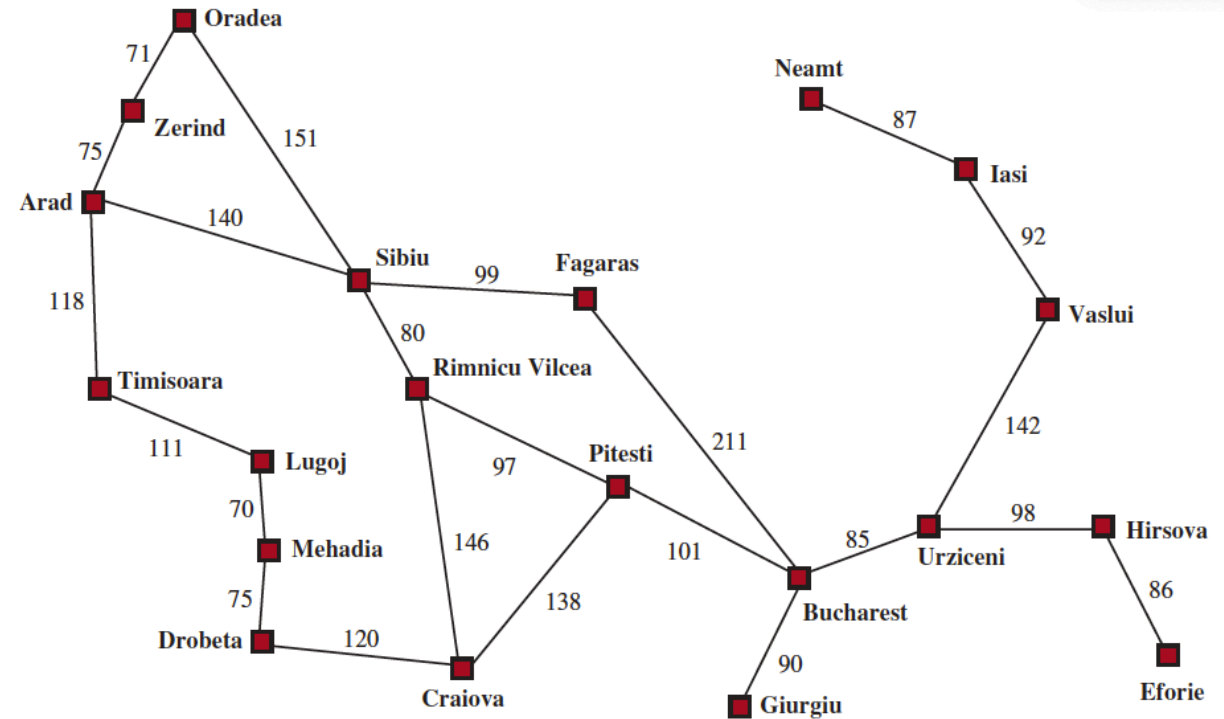 Oradea
71
Neamt
87
Zerind
151
75
Iasi
Arad
140
92
Sibiu
Fagaras
99
118
Vaslui
80
Rimnicu Vilcea
Timisoara
211
142
111
Pitesti
Lugoj
97
70
98
Hirsova
146
85
Mehadia
101
Urziceni
75
138
86
Bucharest
Drobeta
120
90
Craiova
Giurgiu
Eforie